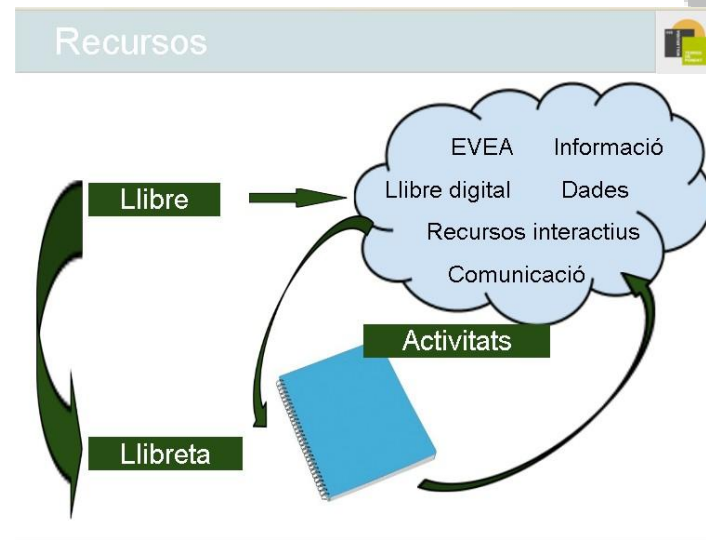 Recursos
EVEA Informació
Llibre Llibre digital Dades
Recursos interactius
Comunicació
Activitats
Llibreta